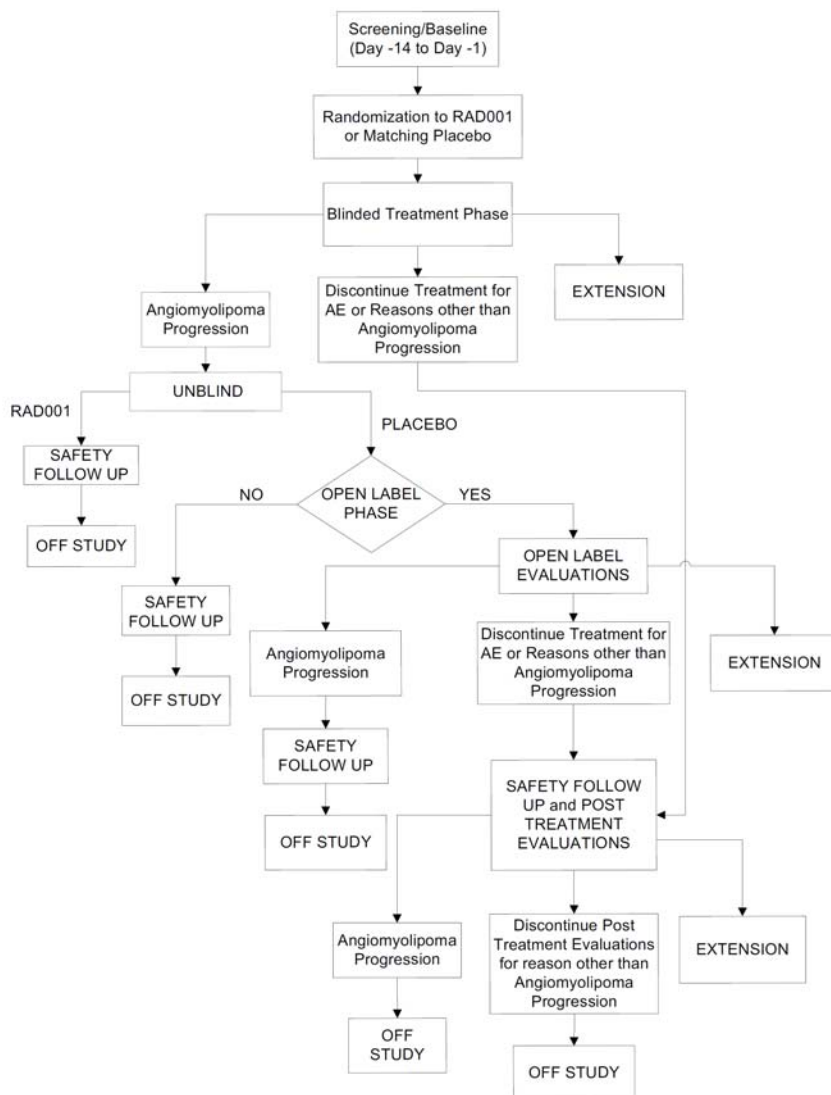 Screening/Baseline
(Day -14 to Day -1)
Randomization to RAD001
or Matching Placebo
Blinded Treatment Phase
Angiomyolipoma
Progression
Discontinue Treatment for
AE or Reasons other than
Angiomyolipoma
Progression
EXTENSION
UNBLIND
RAD001
PLACEBO
SAFETY
FOLLOW UP
OFF STUDY
NO
OPEN LABEL
PHASE
YES
SAFETY
FOLLOW UP
OFF STUDY
OPEN LABEL
EVALUATIONS
Angiomyolipoma
Progression
SAFETY
FOLLOW UP
OFF STUDY
Discontinue Treatment for
AE or Reasons other than
Angiomyolipoma
Progression
EXTENSION
SAFETY FOLLOW
UP and POST
TREATMENT
EVALUATIONS
Angiomyolipoma
Progression
OFF
STUDY
Discontinue Post
Treatment Evaluations
for reason other than
Angiomyolipoma
Progression
OFF STUDY
EXTENSION